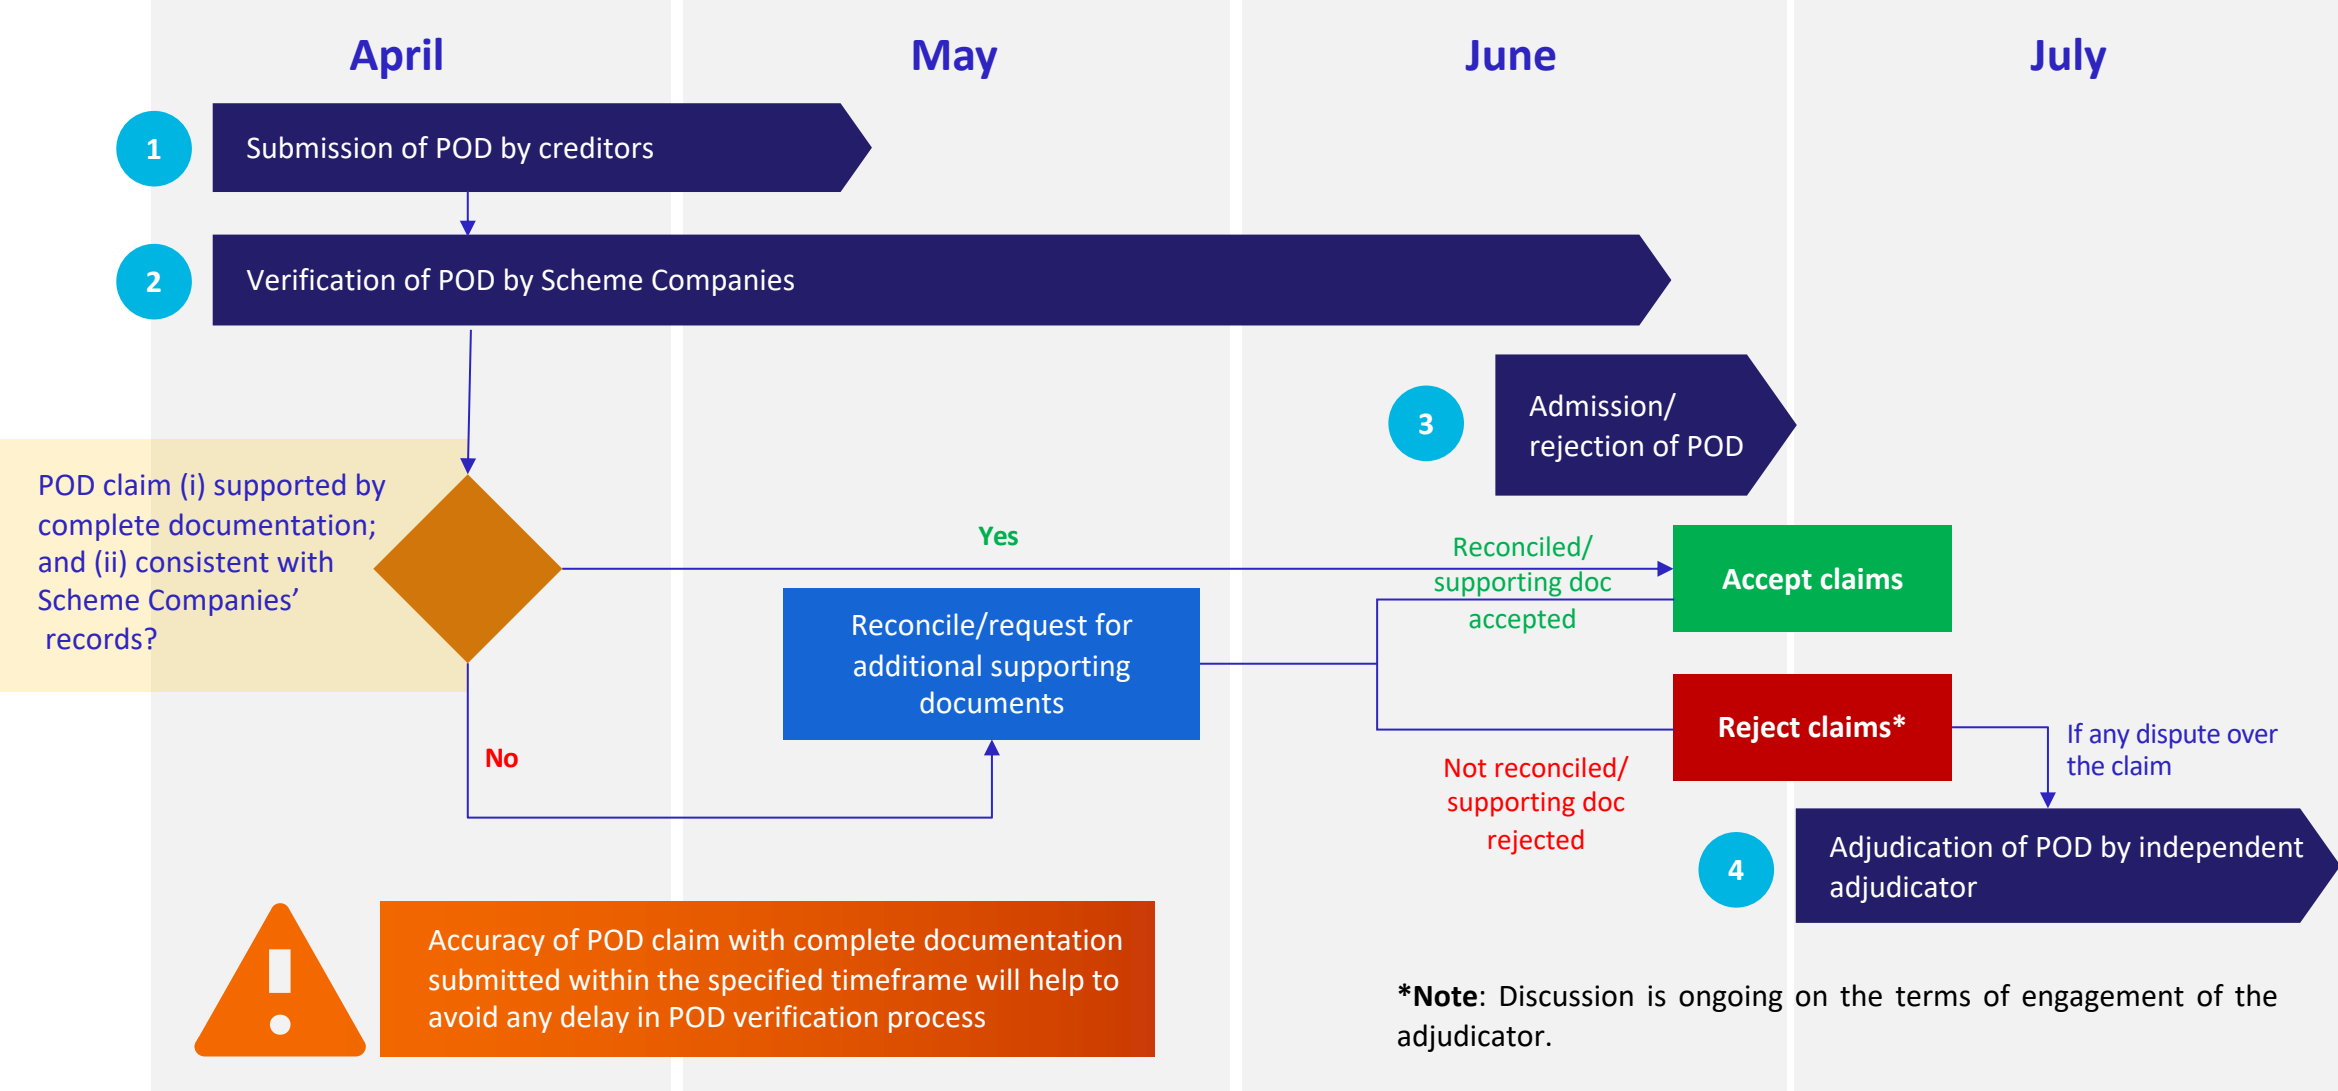 April
May
June
July
1
Submission of POD by creditors
2
Verification of POD by Scheme Companies
3
Admission/
rejection of POD
POD claim (i) supported by
complete documentation;
and (ii) consistent with
Scheme Companies’
records?
Yes
No
Reconcile/request for
additional supporting
documents
Reconciled/
supporting doc
accepted
Accept claims
Not reconciled/
supporting doc
rejected
Reject claims*
If any dispute over
the claim
4
Adjudication of POD by independent
adjudicator
Accuracy of POD claim with complete documentation
submitted within the specified timeframe will help to
avoid any delay in POD verification process
*Note: Discussion is ongoing on the terms of engagement of the
adjudicator.